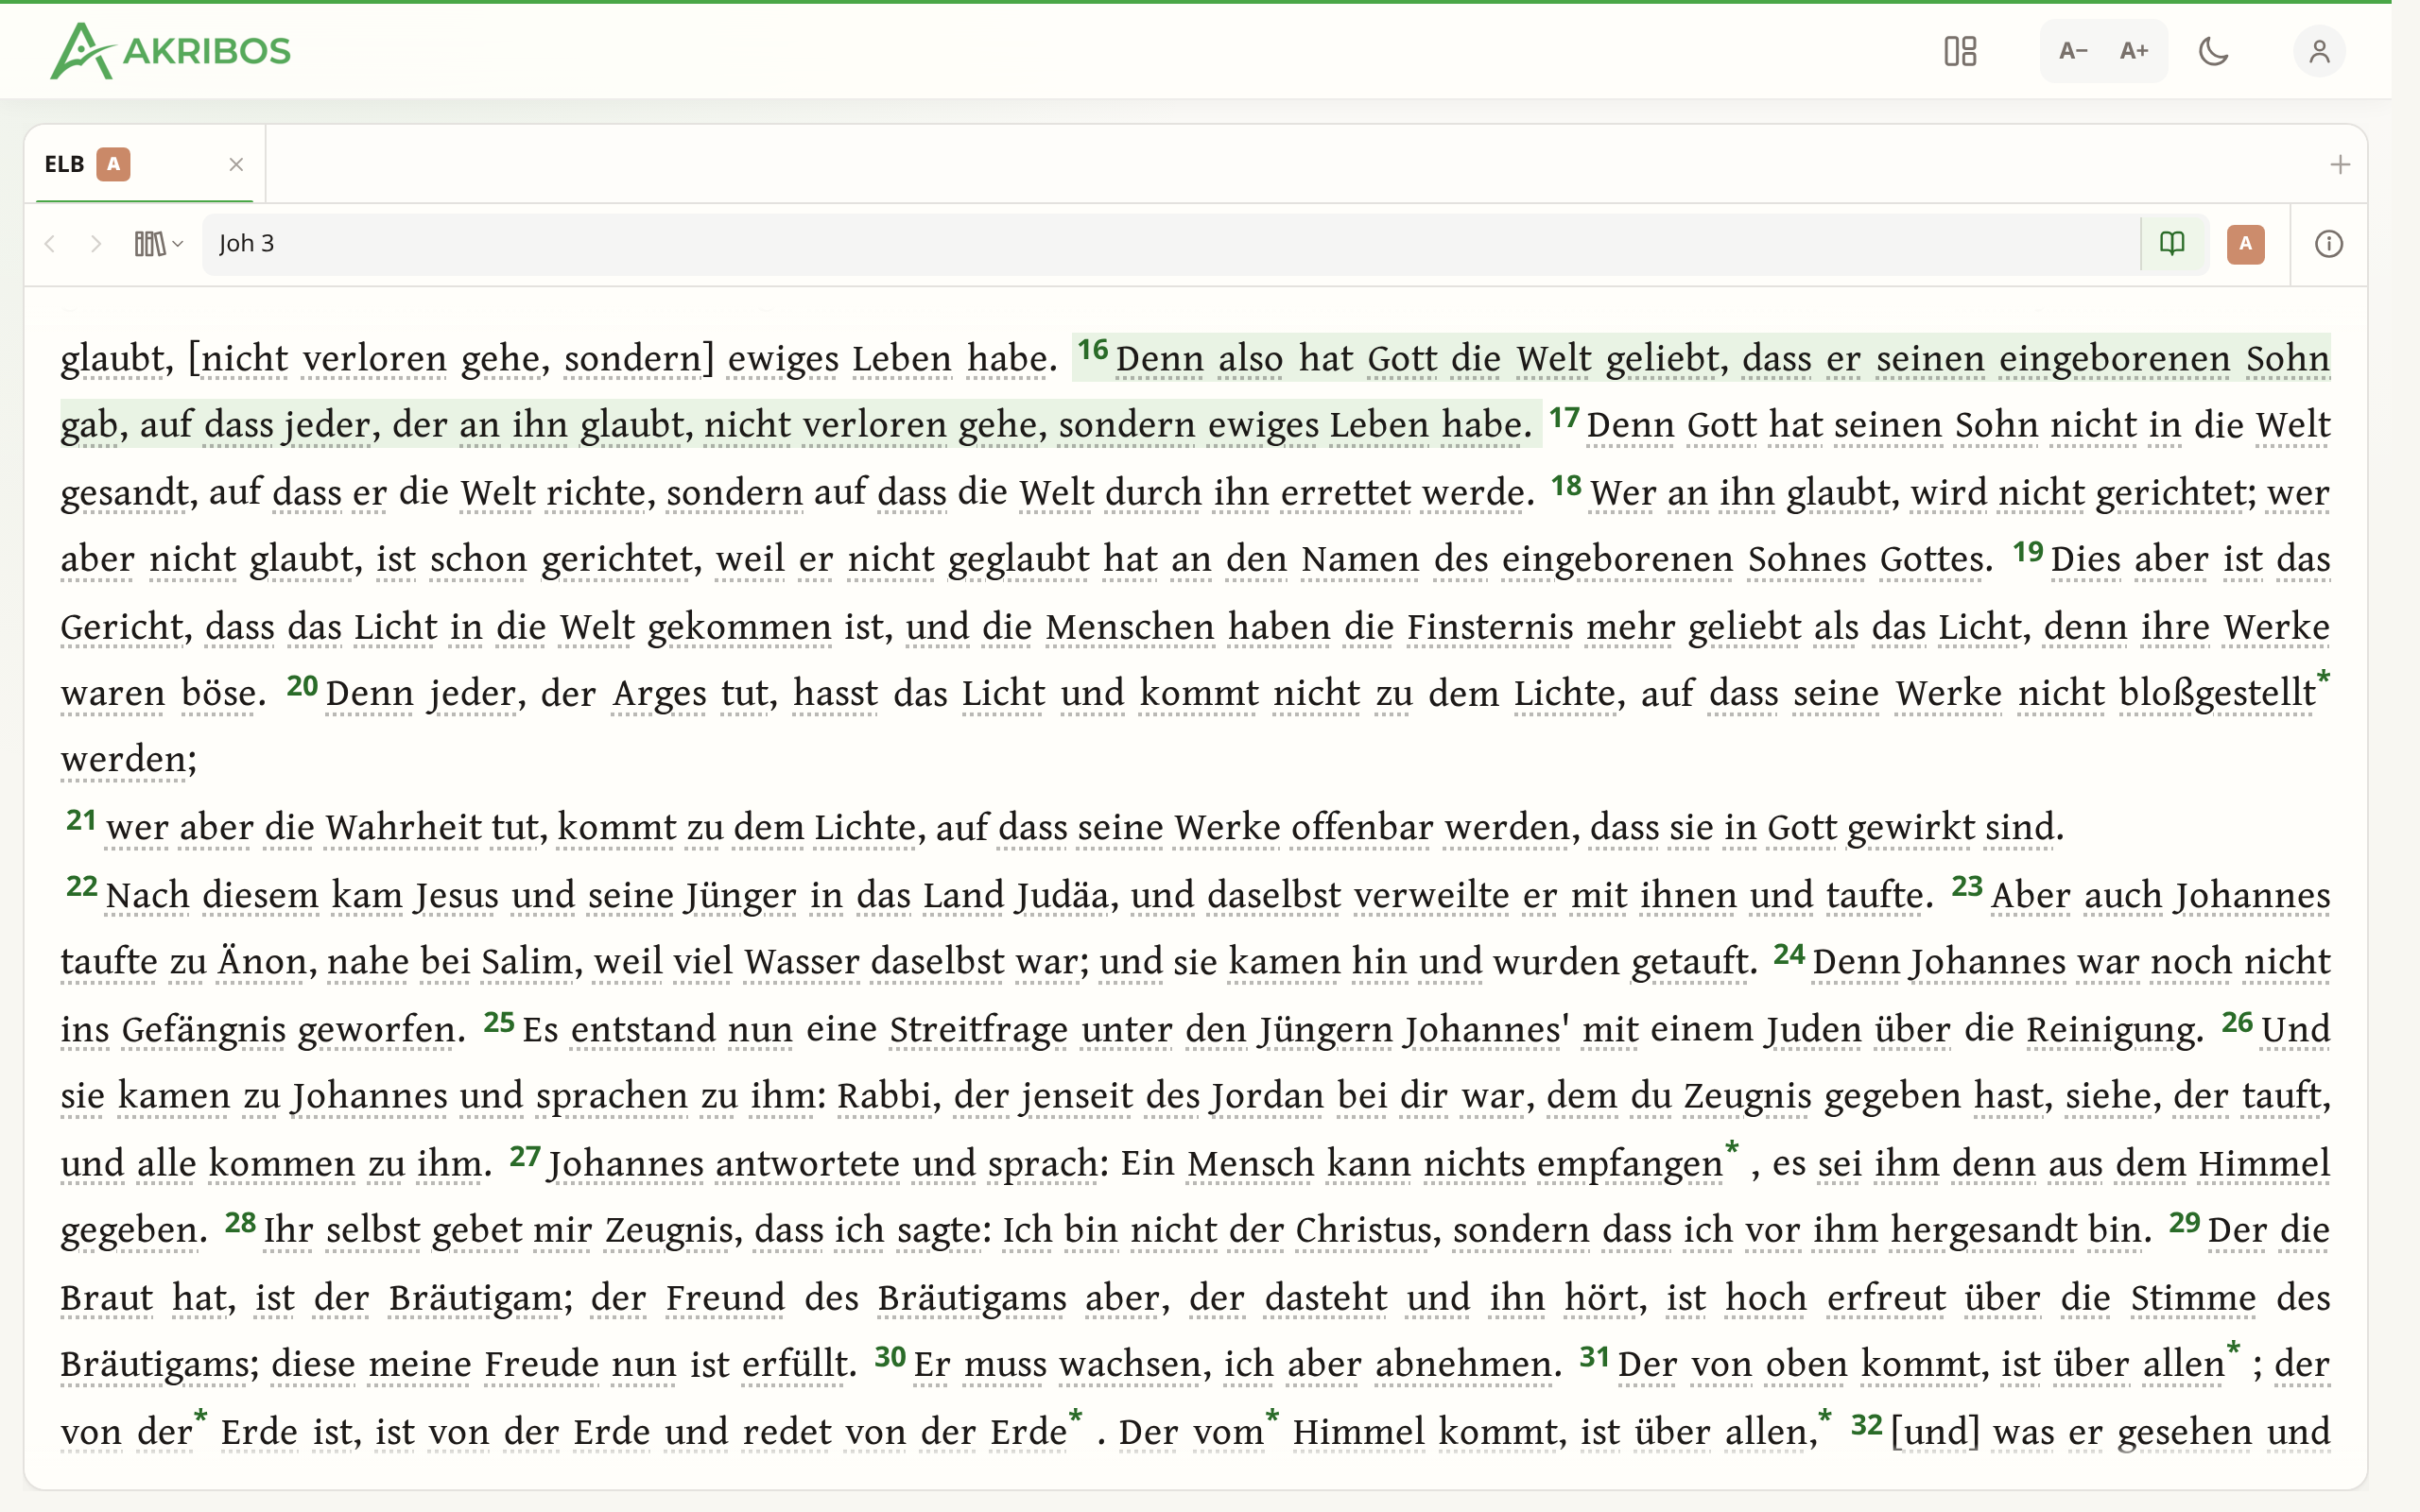 AKRIBOS
A− A+
ELB A
Joh 3
A
glaubt, [nicht verloren gehe, sondern] ewiges Leben habe. 16 Denn also hat Gott die Welt geliebt, dass er seinen eingeborenen Sohn
gab, auf dass jeder, der an ihn glaubt, nicht verloren gehe, sondern ewiges Leben habe. 17 Denn Gott hat seinen Sohn nicht in die Welt
gesandt, auf dass er die Welt richte, sondern auf dass die Welt durch ihn errettet werde. 18 Wer an ihn glaubt, wird nicht gerichtet; wer
aber nicht glaubt, ist schon gerichtet, weil er nicht geglaubt hat an den Namen des eingeborenen Sohnes Gottes. 19 Dies aber ist das
Gericht, dass das Licht in die Welt gekommen ist, und die Menschen haben die Finsternis mehr geliebt als das Licht, denn ihre Werke
waren böse. 20 Denn jeder, der Arges tut, hasst das Licht und kommt nicht zu dem Lichte, auf dass seine Werke nicht bloßgestellt*
werden;
21 wer aber die Wahrheit tut, kommt zu dem Lichte, auf dass seine Werke offenbar werden, dass sie in Gott gewirkt sind.
22 Nach diesem kam Jesus und seine Jünger in das Land Judäa, und daselbst verweilte er mit ihnen und taufte. 23 Aber auch Johannes
taufte zu Änon, nahe bei Salim, weil viel Wasser daselbst war; und sie kamen hin und wurden getauft. 24 Denn Johannes war noch nicht
ins Gefängnis geworfen. 25 Es entstand nun eine Streitfrage unter den Jüngern Johannes' mit einem Juden über die Reinigung. 26 Und
sie kamen zu Johannes und sprachen zu ihm: Rabbi, der jenseit des Jordan bei dir war, dem du Zeugnis gegeben hast, siehe, der tauft,
und alle kommen zu ihm. 27 Johannes antwortete und sprach: Ein Mensch kann nichts empfangen* , es sei ihm denn aus dem Himmel
gegeben. 28 Ihr selbst gebet mir Zeugnis, dass ich sagte: Ich bin nicht der Christus, sondern dass ich vor ihm hergesandt bin. 29 Der die
Braut hat, ist der Bräutigam; der Freund des Bräutigams aber, der dasteht und ihn hört, ist hoch erfreut über die Stimme des
Bräutigams; diese meine Freude nun ist erfüllt. 30 Er muss wachsen, ich aber abnehmen. 31 Der von oben kommt, ist über allen* ; der
von der* Erde ist, ist von der Erde und redet von der Erde* . Der vom* Himmel kommt, ist über allen,* 32 [und] was er gesehen und